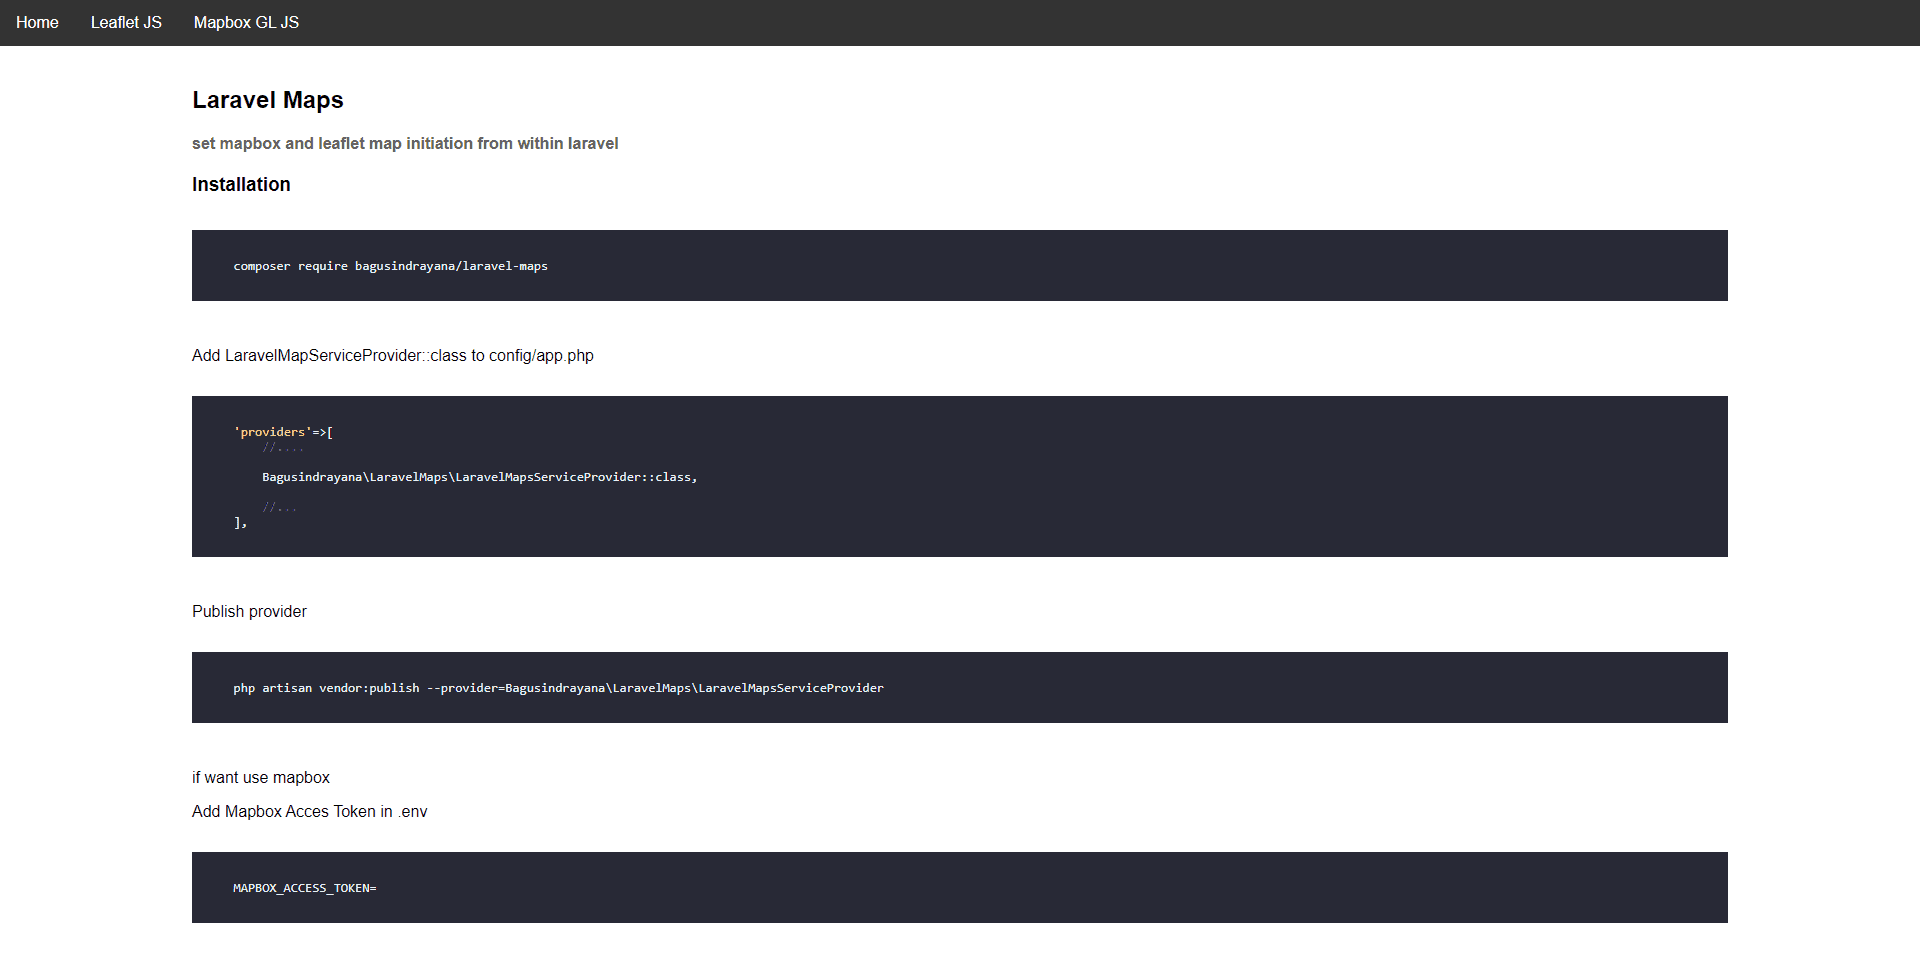 Home Leaflet JS Mapbox GL JS
Laravel Maps
set mapbox and leaflet map initiation from within laravel
Installation
composer require bagusindrayana/laravel-maps
Add LaravelMapServiceProvider::class to config/app.php
'providers'=>[
//....
Bagusindrayana\LaravelMaps\LaravelMapsServiceProvider::class,
//...
],
Publish provider
php artisan vendor:publish --provider=Bagusindrayana\LaravelMaps\LaravelMapsServiceProvider
if want use mapbox
Add Mapbox Acces Token in .env
MAPBOX_ACCESS_TOKEN=